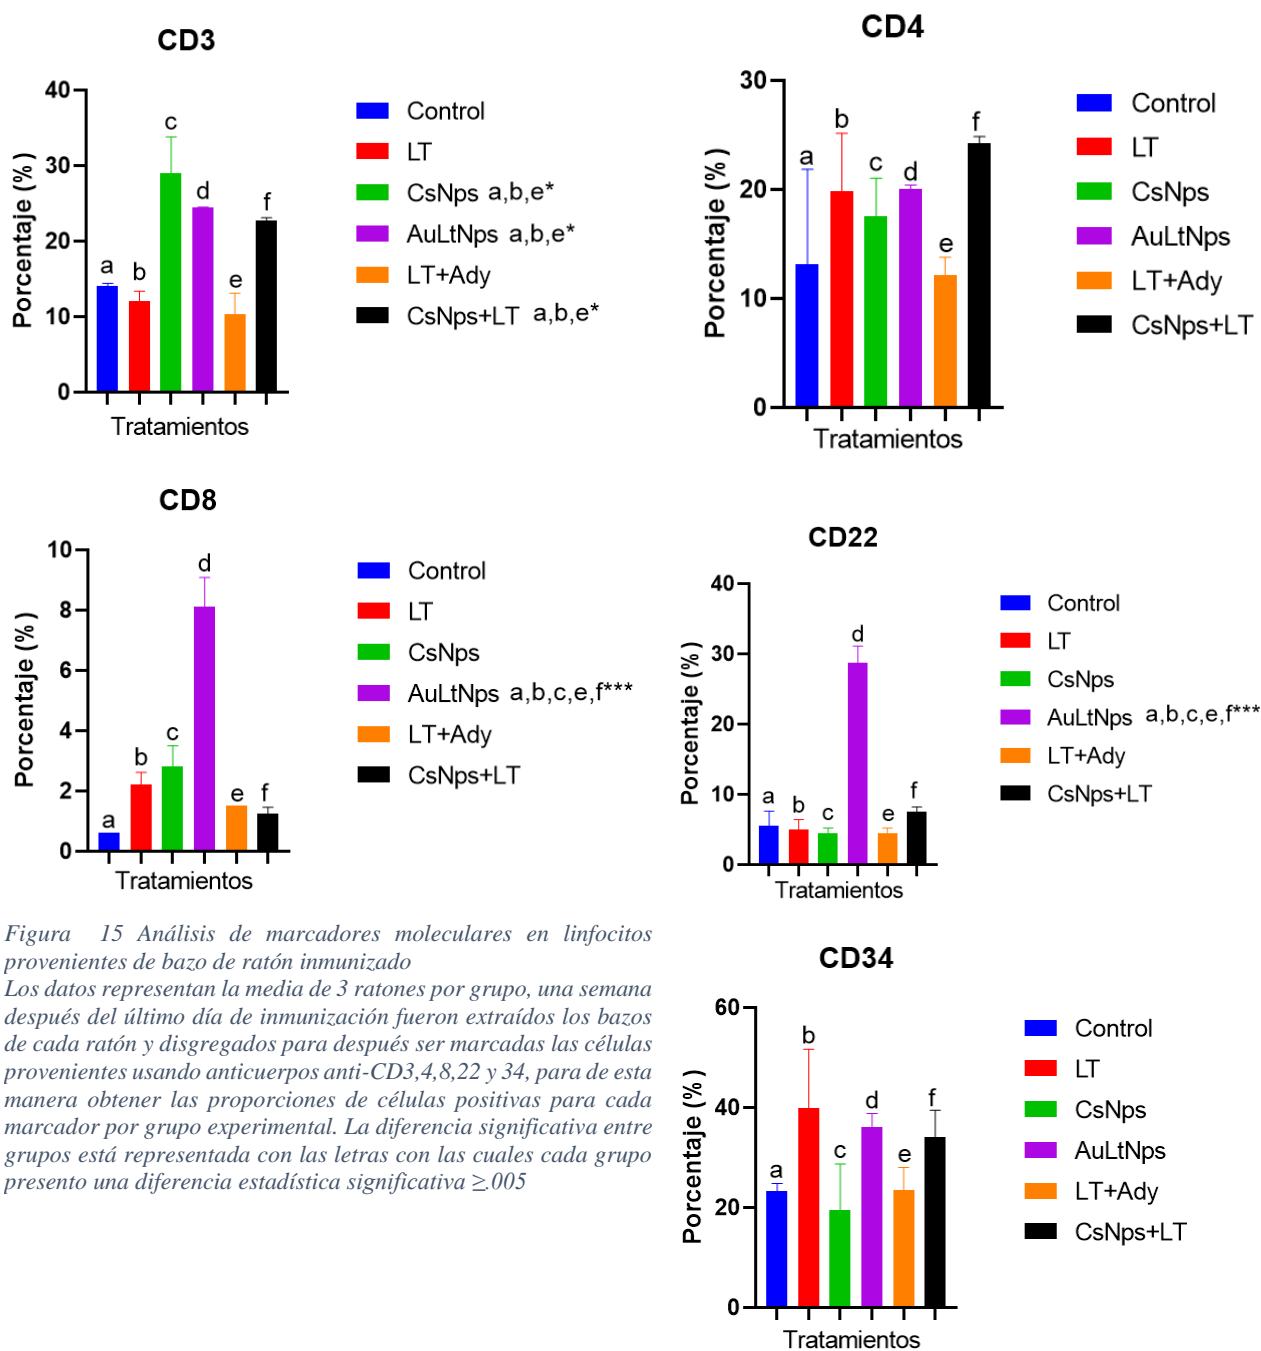 CD3
40
30
20
10
0
Porcentaje (%)
a
b
c
d
e
f
Tratamientos
Control
LT
CsNps a,b,e*
AuLtNps a,b,e*
LT+Ady
CsNps+LT a,b,e*
CD4
30
20
10
0
Porcentaje (%)
a
b
c
d
e
f
Tratamientos
Control
LT
CsNps
AuLtNps
LT+Ady
CsNps+LT
CD8
10
8
6
4
2
0
Porcentaje (%)
a
b
c
d
e
f
Tratamientos
Control
LT
CsNps
AuLtNps a,b,c,e,f***
LT+Ady
CsNps+LT
CD22
40
30
20
10
0
Porcentaje (%)
a
b
c
d
e
f
Tratamientos
Control
LT
CsNps
AuLtNps a,b,c,e,f***
LT+Ady
CsNps+LT
Figura 15 Análisis de marcadores moleculares en linfocitos
provenientes de bazo de ratón inmunizado
Los datos representan la media de 3 ratones por grupo, una semana
después del último día de inmunización fueron extraídos los bazos
de cada ratón y disgregados para después ser marcadas las células
provenientes usando anticuerpos anti-CD3,4,8,22 y 34, para de esta
manera obtener las proporciones de células positivas para cada
marcador por grupo experimental. La diferencia significativa entre
grupos está representada con las letras con las cuales cada grupo
presento una diferencia estadística significativa ≥.005
CD34
60
40
20
0
Porcentaje (%)
a
b
c
d
e
f
Tratamientos
Control
LT
CsNps
AuLtNps
LT+Ady
CsNps+LT